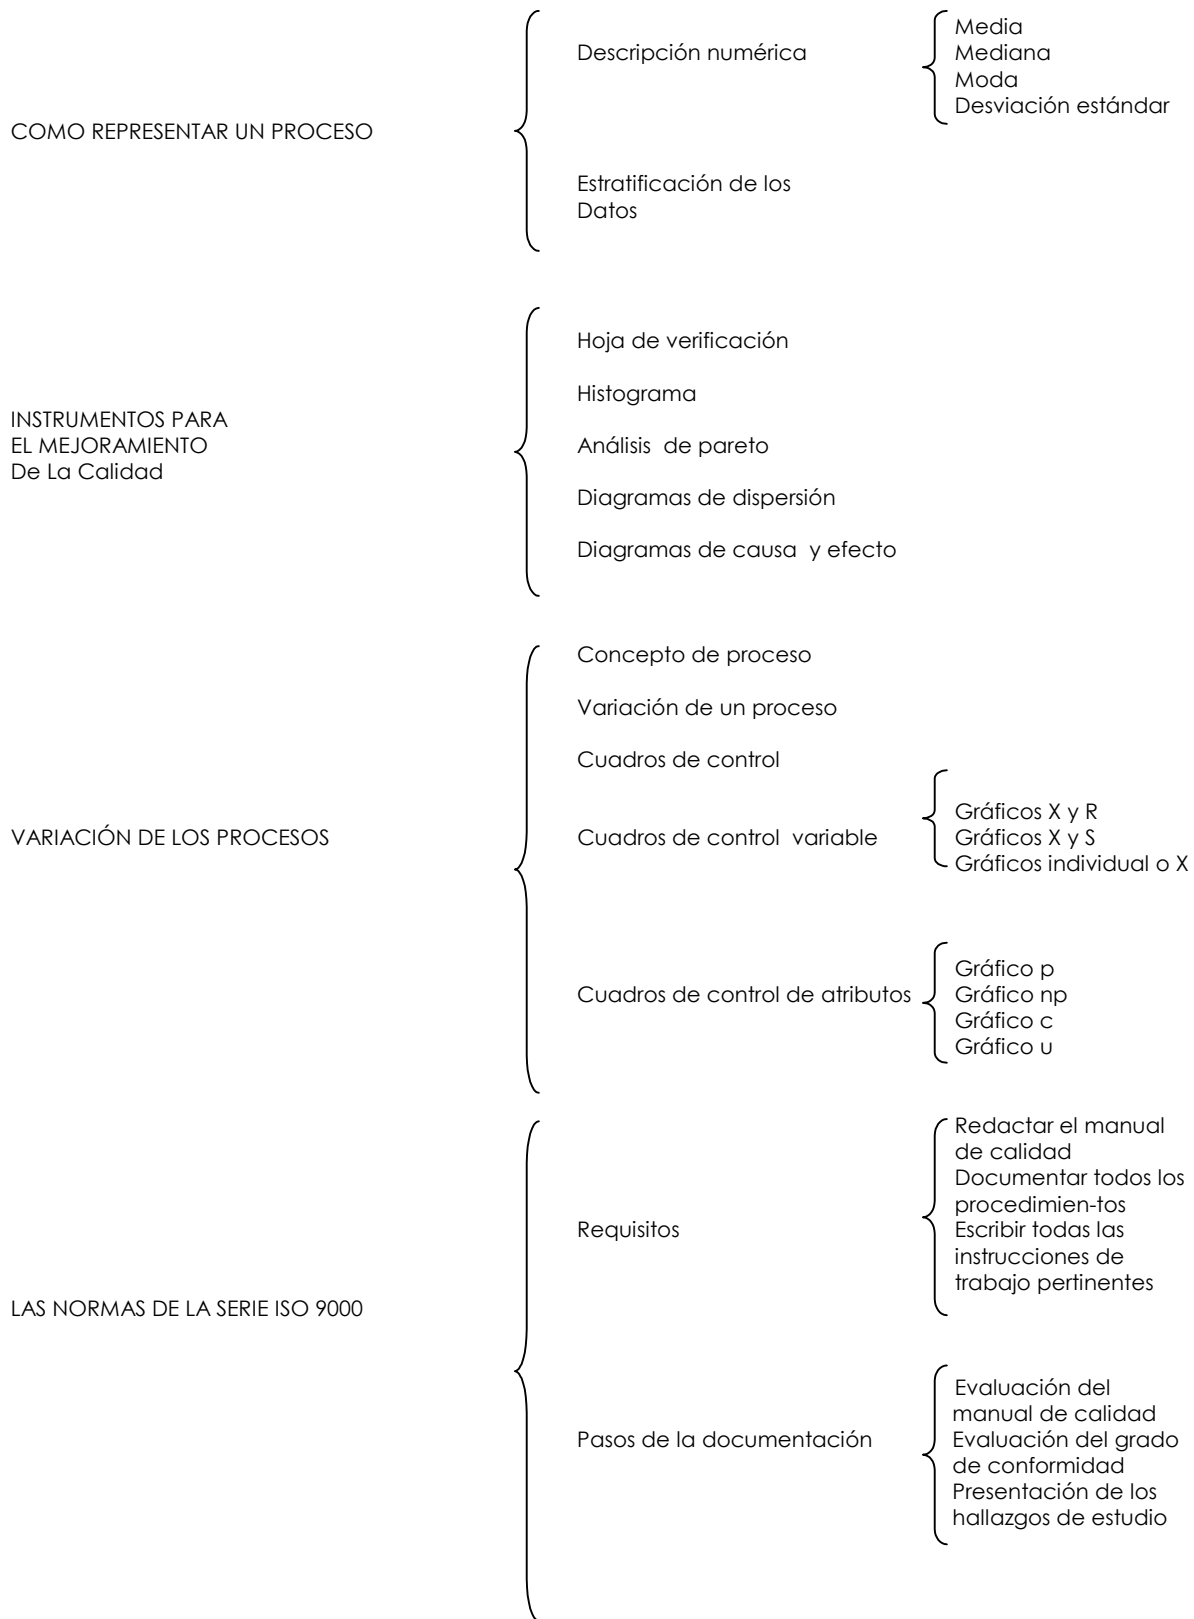 COMO REPRESENTAR UN PROCESO
Descripción numérica
Media
Mediana
Moda
Desviación estándar
Estratificación de los
Datos
INSTRUMENTOS PARA
EL MEJORAMIENTO
De La Calidad
Hoja de verificación
Histograma
Análisis  de pareto
Diagramas de dispersión
Diagramas de causa  y efecto
VARIACIÓN DE LOS PROCESOS
Concepto de proceso
Variación de un proceso
Cuadros de control
Cuadros de control  variable
Gráficos X y R
Gráficos X y S
Gráficos individual o X
Cuadros de control de atributos
Gráfico p
Gráfico np
Gráfico c
Gráfico u
LAS NORMAS DE LA SERIE ISO 9000
Requisitos
Redactar el manual
de calidad
Documentar todos los
procedimien-tos
Escribir todas las
instrucciones de
trabajo pertinentes
Pasos de la documentación
Evaluación del
manual de calidad
Evaluación del grado
de conformidad
Presentación de los
hallazgos de estudio